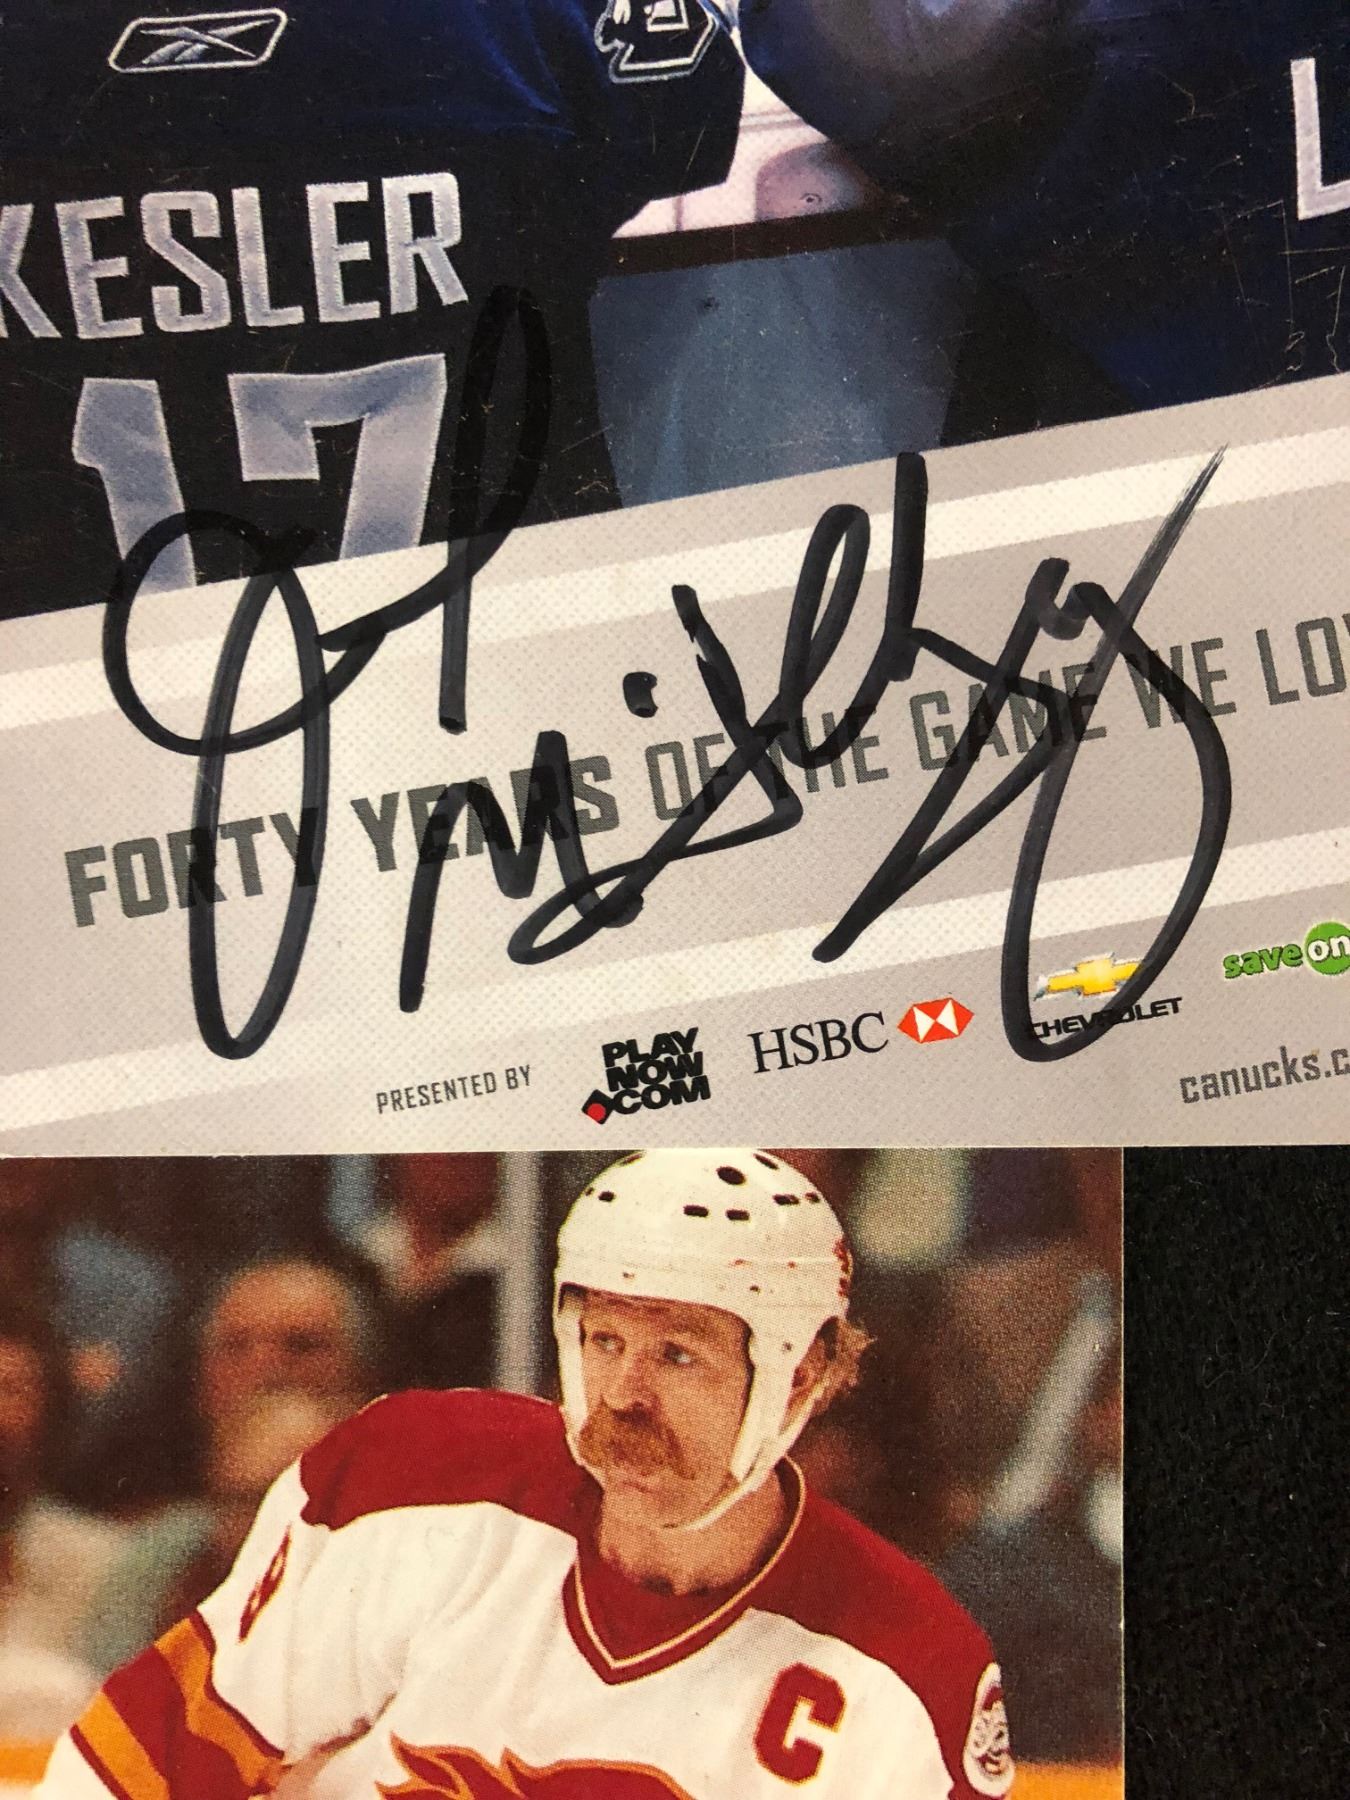 KESLER
17
L
FORTY YEARS OF THE GAME WE LOV
PRESENTED BY
PLAY
NOW
.COM
HSBC
CHEVROLET
save on
canucks.c
C